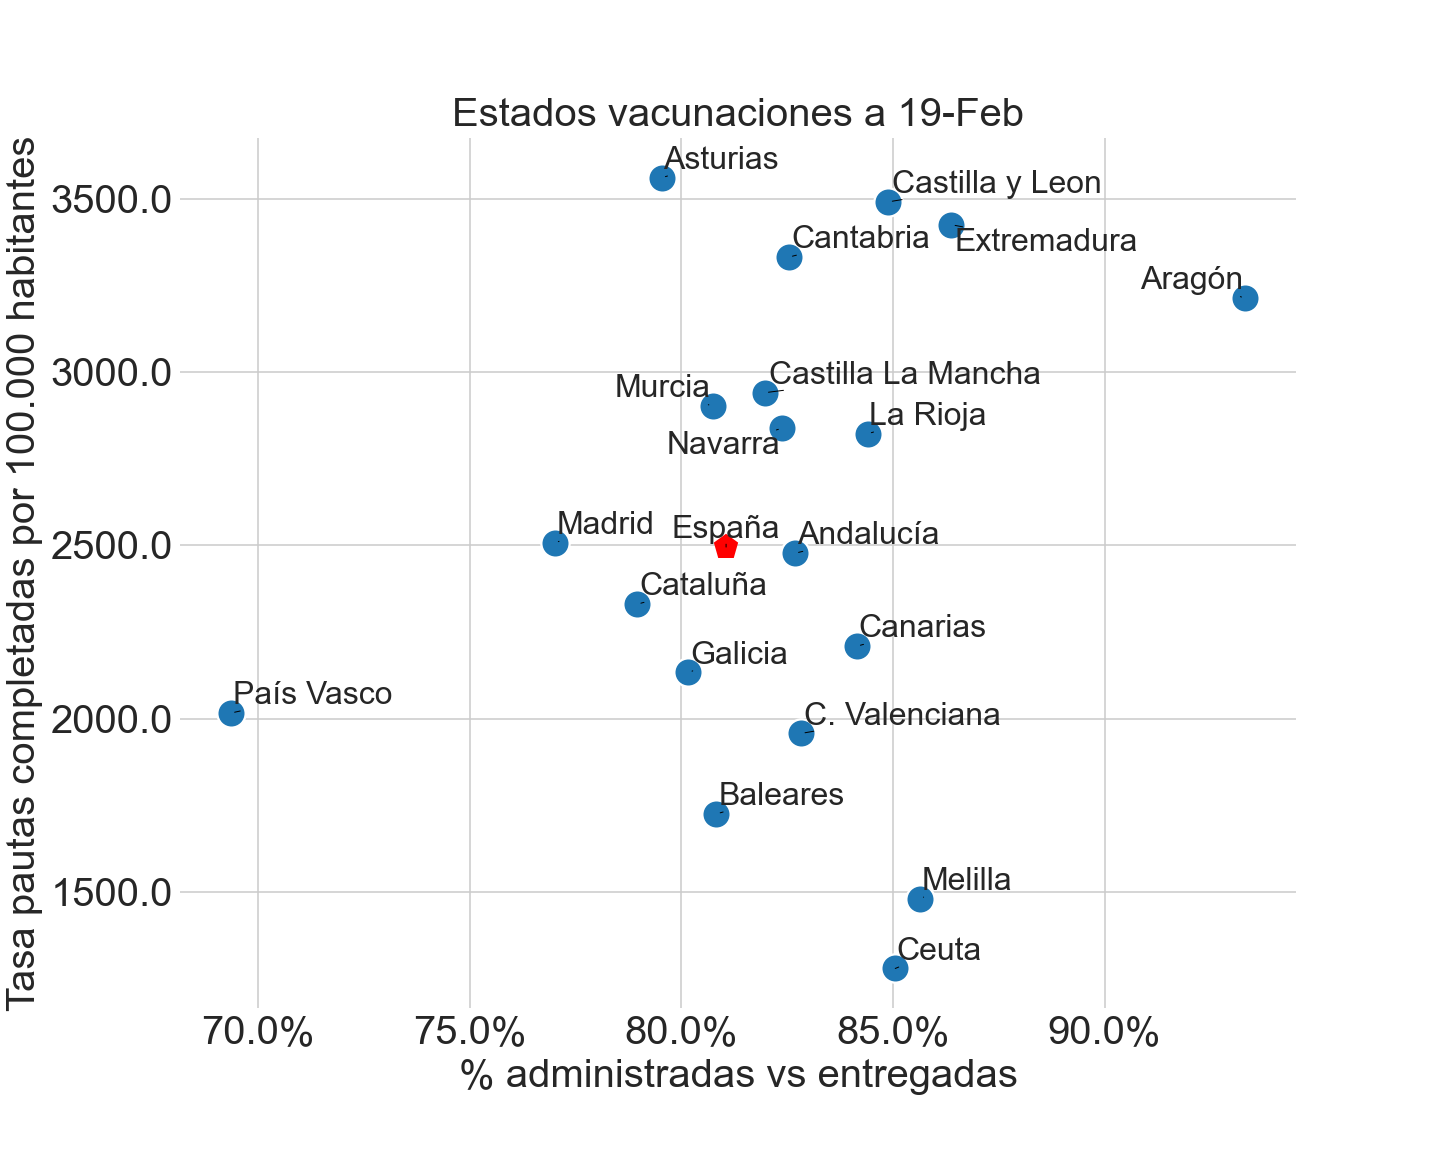 Estados vacunaciones a 19-Feb
Tasa pautas completadas por 100.000 habitantes
3500.0
3000.0
2500.0
2000.0
1500.0
Asturias
Castilla y Leon
Cantabria
Extremadura
Aragón
Castilla La Mancha
Murcia
La Rioja
Navarra
Madrid
España
Andalucía
Cataluña
Canarias
Galicia
País Vasco
C. Valenciana
Baleares
Melilla
Ceuta
70.0%
75.0%
80.0%
85.0%
90.0%
% administradas vs entregadas